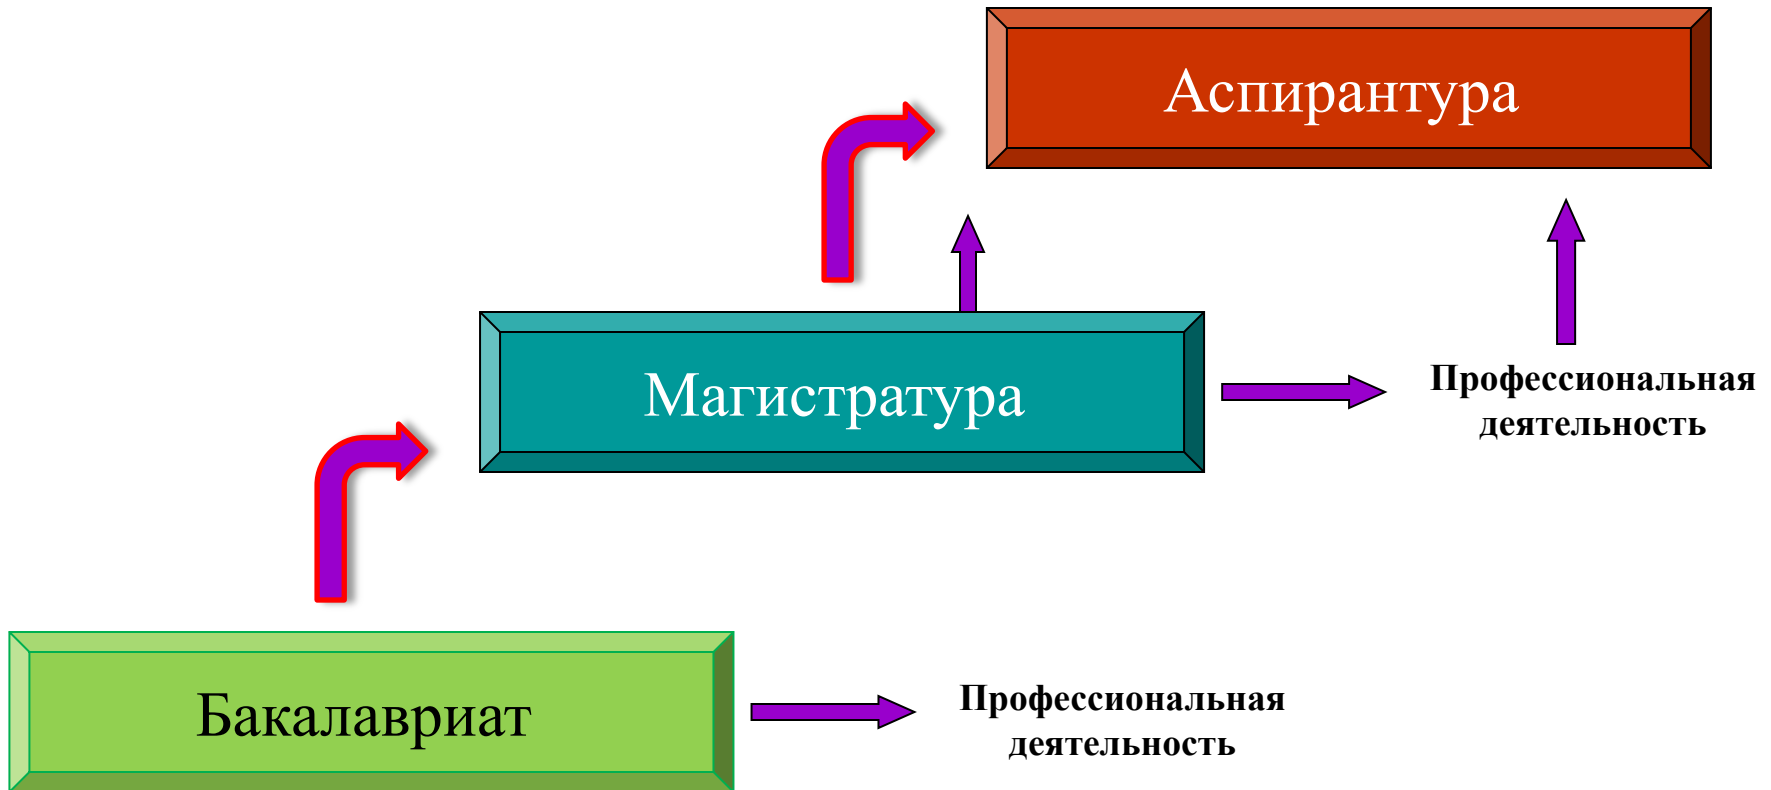 Аспирантура
Магистратура
Профессиональная
деятельность
Бакалавриат
Профессиональная
деятельность